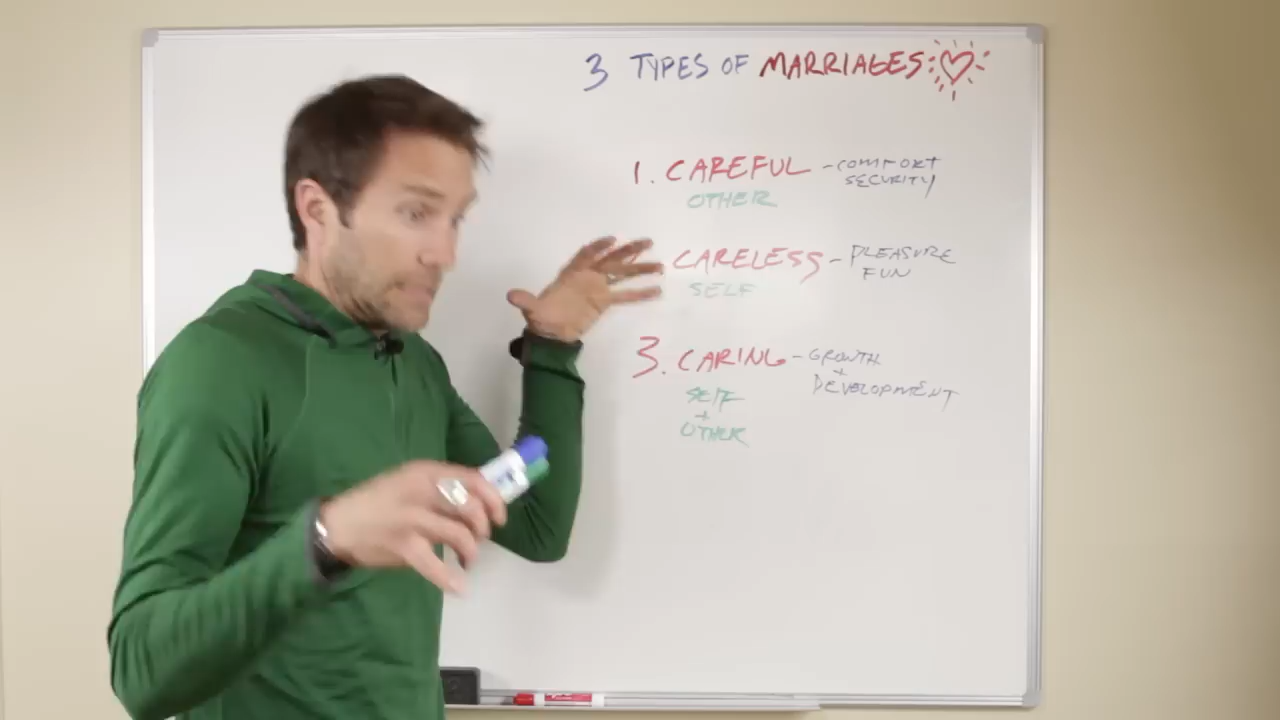 3 TYPES OF MARRIAGES
1. CAREFUL - COMFORT
SECURITY
OTHER
CARELESS - PLEASURE
FUN
SELF
3. CARING - GROWTH
+
DEVELOPMENT
SELF
+
OTHER